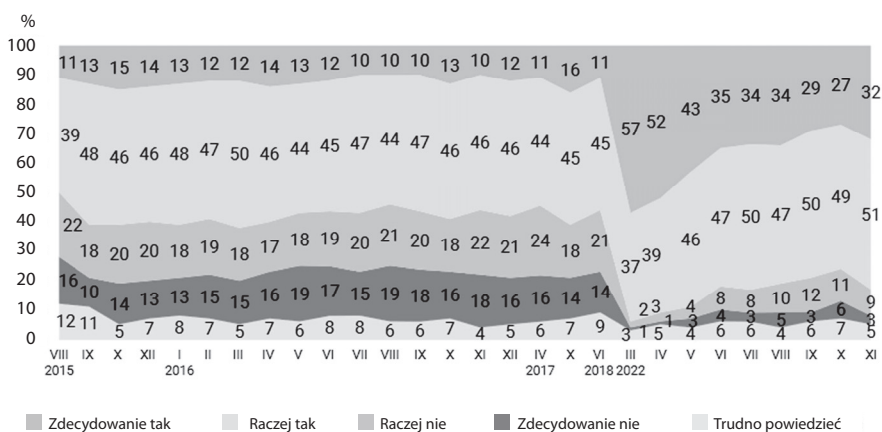 %
100
90
80
70
60
50
40
30
20
10
0
11 13 15 14 13 12 12 14 13 12 10 10 10 13 10 12 11 16 11 57 52 43 35 34 34 29 27 32
39 48 46 46 48 47 50 46 44 45 47 44 47 46 46 46 44 45 45 37 39 46 47 50 47 50 49 51
22 18 20 20 18 19 18 17 18 19 20 21 20 18 22 21 24 18 21 2 3 4 8 8 10 12 11 9
16 10 14 13 13 15 15 16 19 17 15 19 18 16 18 16 16 14 14 1 1 3 4 3 5 3 6 3
12 11 5 7 8 7 5 7 6 8 8 6 6 7 4 5 6 7 9 3 5 4 6 6 4 6 7 5
VIII IX X XII I II III IV V VI VII VIII IX X XI XII IV X VI III IV V VI VII VIII IX X XI
2015 2016 2017 2018 2022
Zdecydowanie tak Raczej tak Raczej nie Zdecydowanie nie Trudno powiedzieć